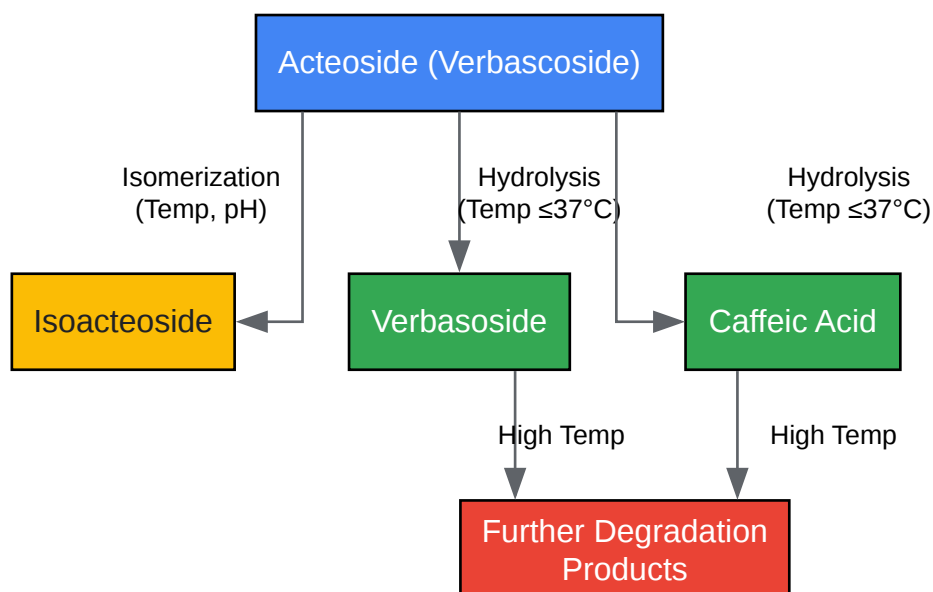 Acteoside (Verbascoside)
Isomerization
(Temp, pH)
Hydrolysis
(Temp ≤37°C)
Hydrolysis
(Temp ≤37°C)
Isoacteoside
Verbasoside
Caffeic Acid
High Temp
High Temp
Further Degradation
Products